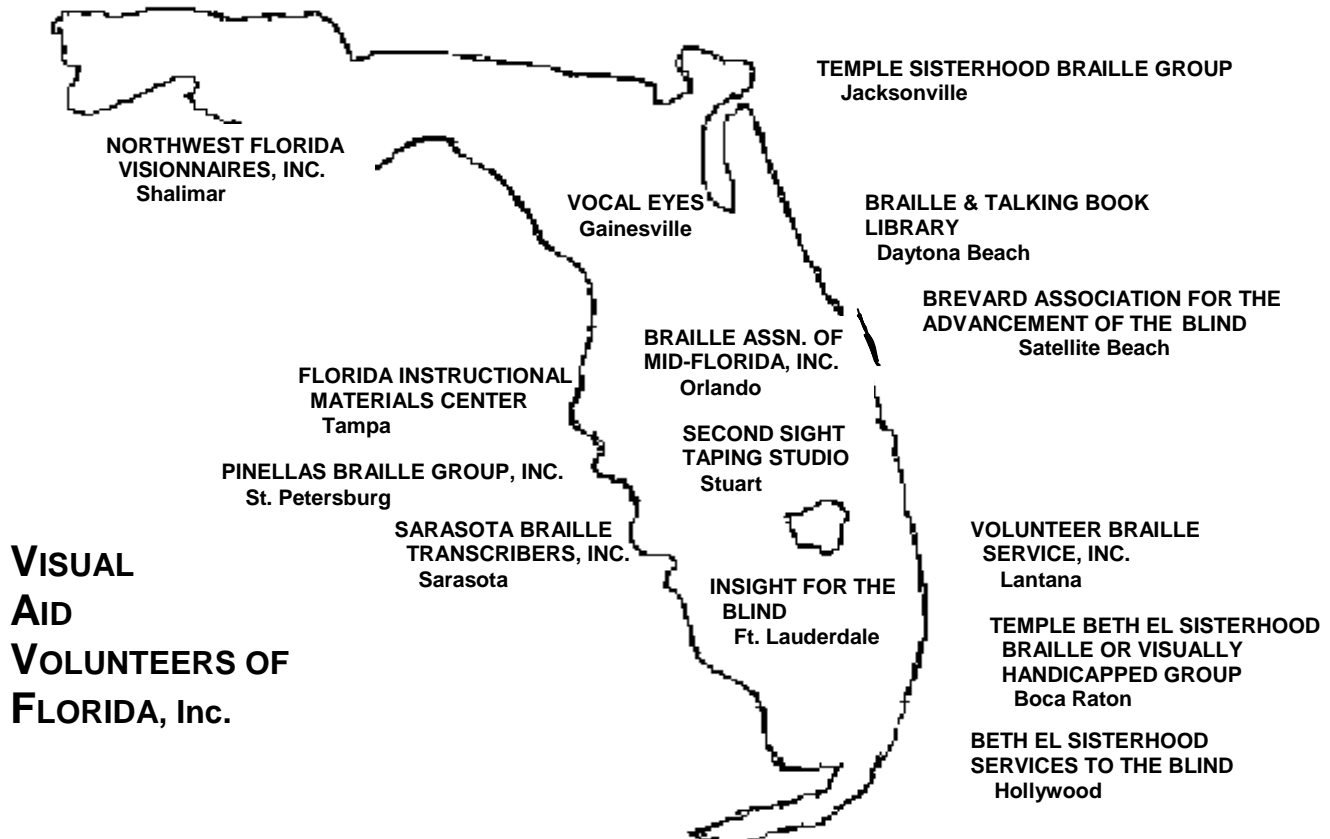 TEMPLE SISTERHOOD BRAILLE GROUP
Jacksonville
NORTHWEST FLORIDA
VISIONNAIRES, INC.
Shalimar
VOCAL EYES
Gainesville
BRAILLE & TALKING BOOK
LIBRARY
Daytona Beach
BREVARD ASSOCIATION FOR THE
ADVANCEMENT OF THE BLIND
Satellite Beach
BRAILLE ASSN. OF
MID-FLORIDA, INC.
Orlando
FLORIDA INSTRUCTIONAL
MATERIALS CENTER
Tampa
SECOND SIGHT
TAPING STUDIO
Stuart
PINELLAS BRAILLE GROUP, INC.
St. Petersburg
SARASOTA BRAILLE
TRANSCRIBERS, INC.
Sarasota
VOLUNTEER BRAILLE
SERVICE, INC.
Lantana
INSIGHT FOR THE
BLIND
Ft. Lauderdale
TEMPLE BETH EL SISTERHOOD
BRAILLE OR VISUALLY
HANDICAPPED GROUP
Boca Raton
BETH EL SISTERHOOD
SERVICES TO THE BLIND
Hollywood
VISUAL
AID
VOLUNTEERS OF
FLORIDA, Inc.